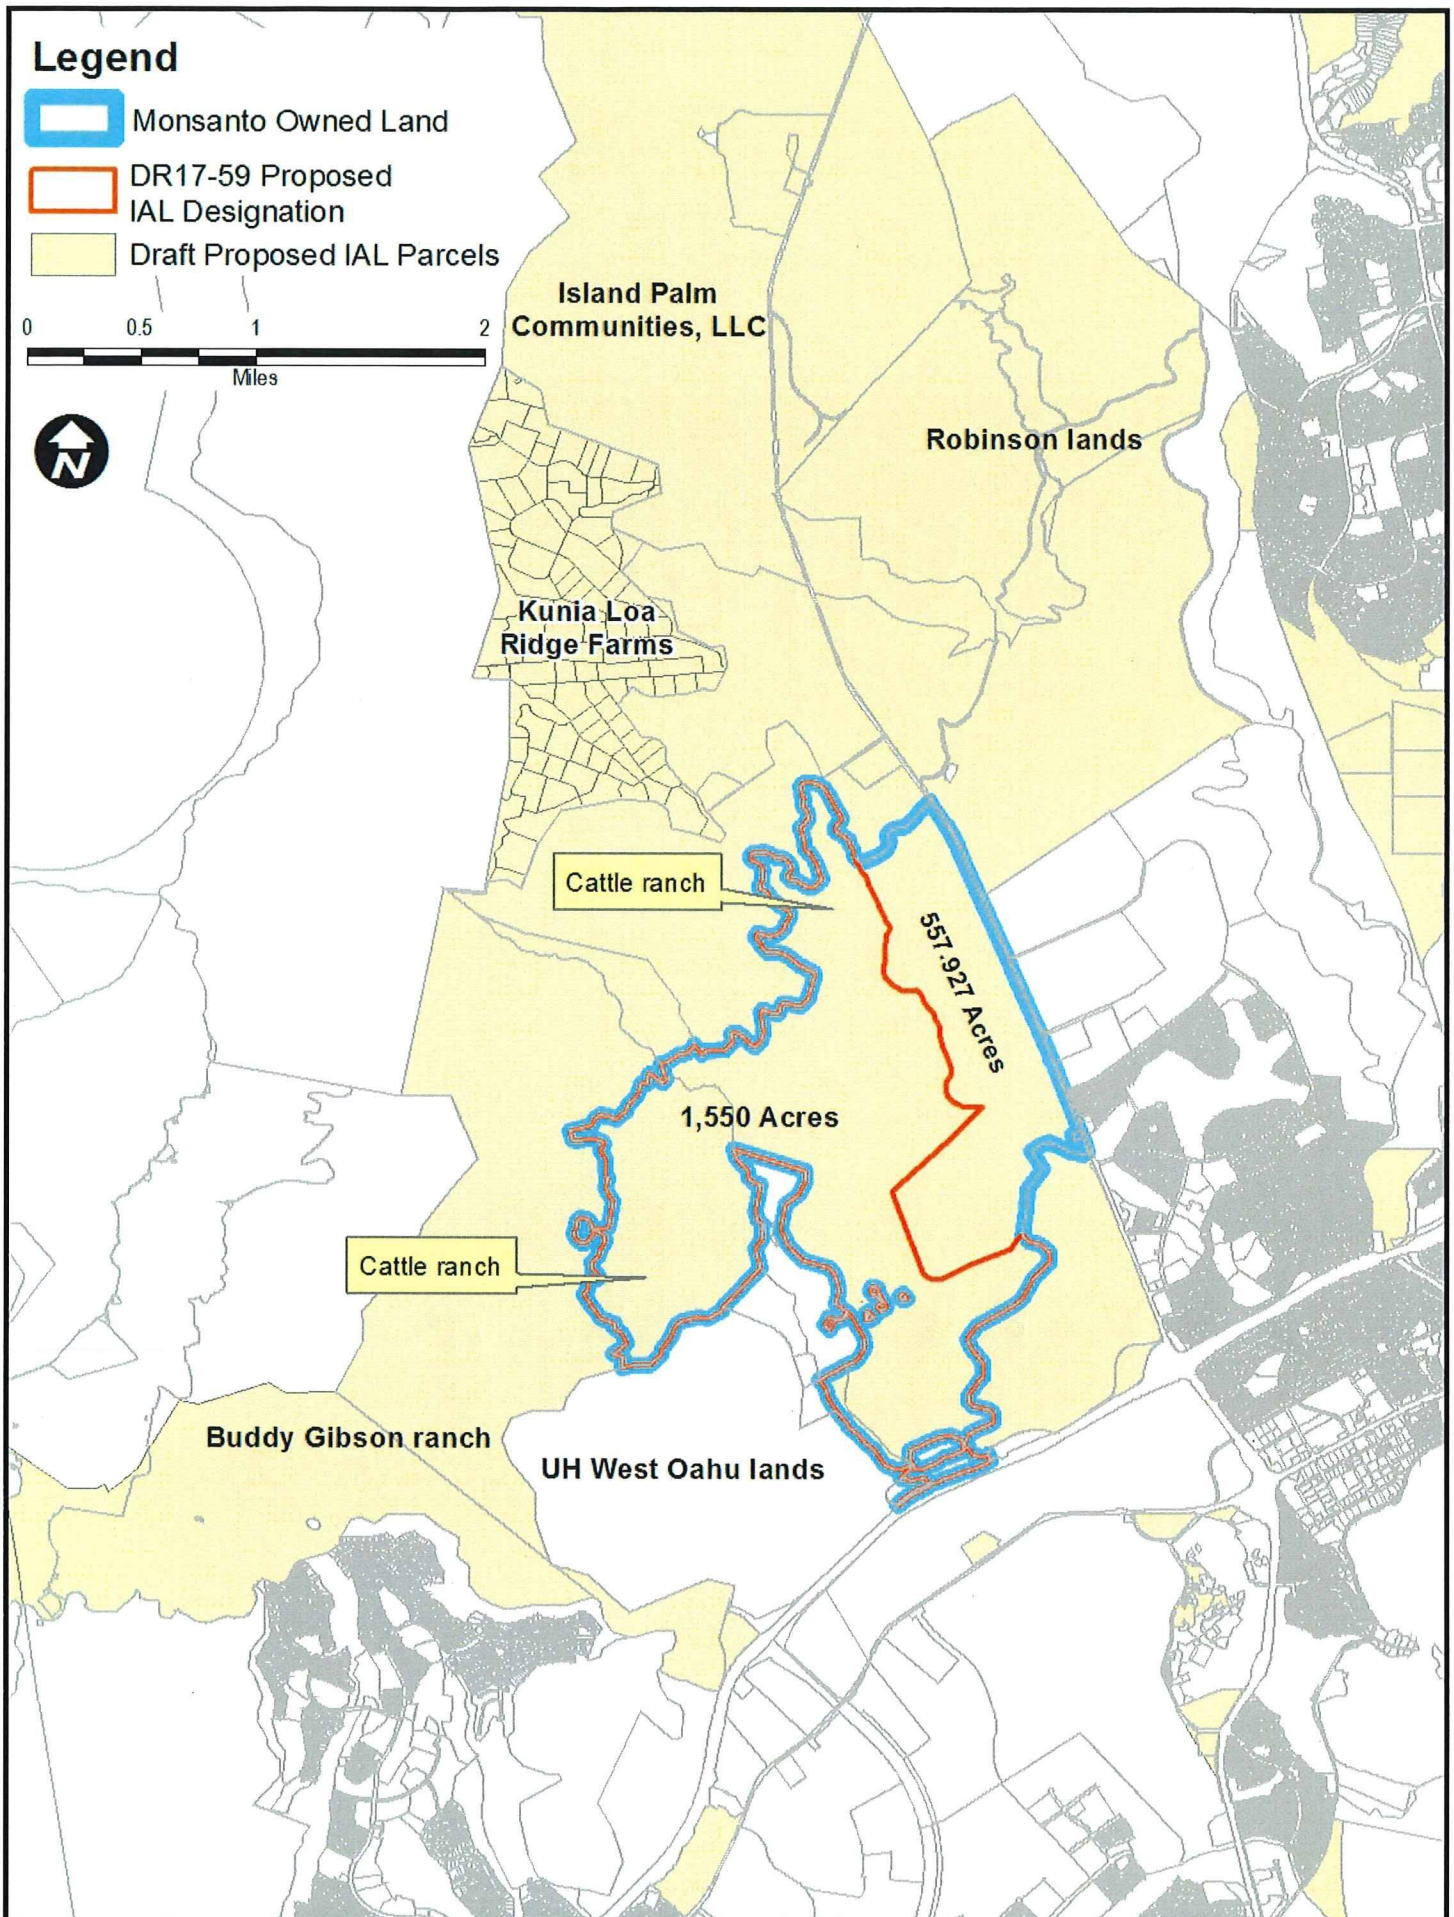 Legend
Monsanto Owned Land
DR17-59 Proposed
IAL Designation
Draft Proposed IAL Parcels
0 0.5 1 2
Miles
N
Island Palm
Communities, LLC
Robinson lands
Kunia Loa
Ridge Farms
Cattle ranch
557.927 Acres
1,550 Acres
Cattle ranch
Buddy Gibson ranch
UH West Oahu lands